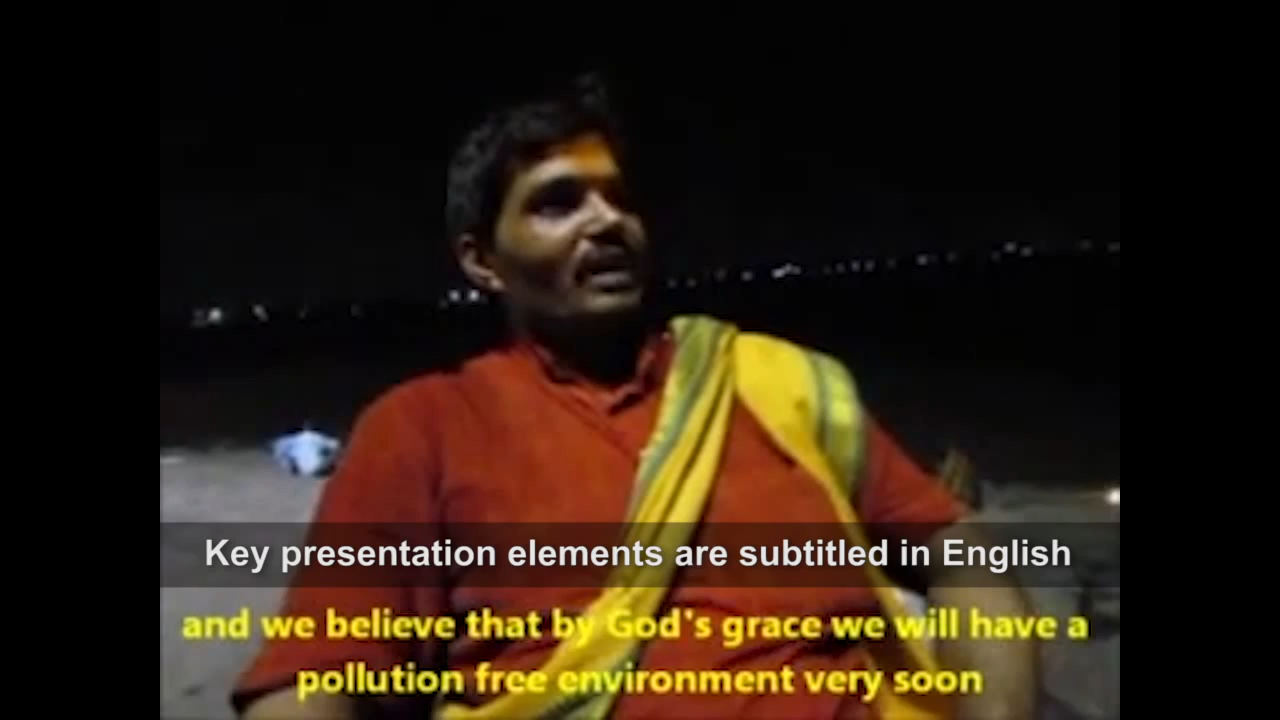 Key presentation elements are subtitled in English
and we believe that by God's grace we will have a
pollution free environment very soon